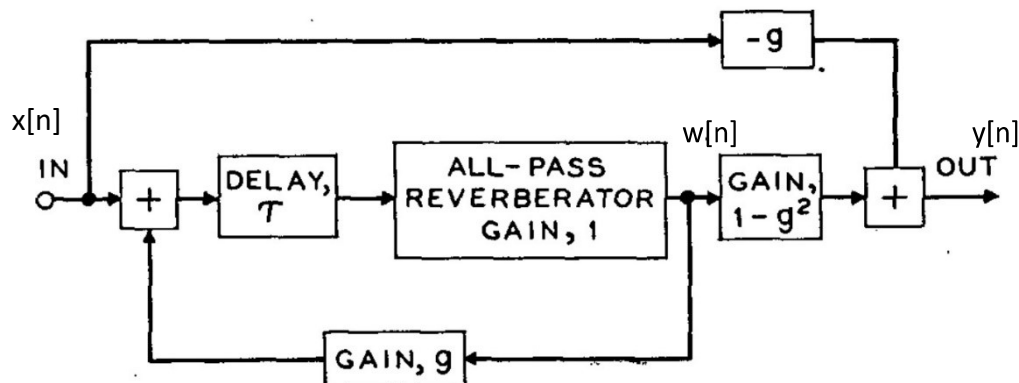 -g
x[n]
w[n]
y[n]
IN
+
DELAY,
τ
ALL-PASS
REVERBERATOR
GAIN, 1
GAIN,
1-g²
+
OUT
GAIN, g